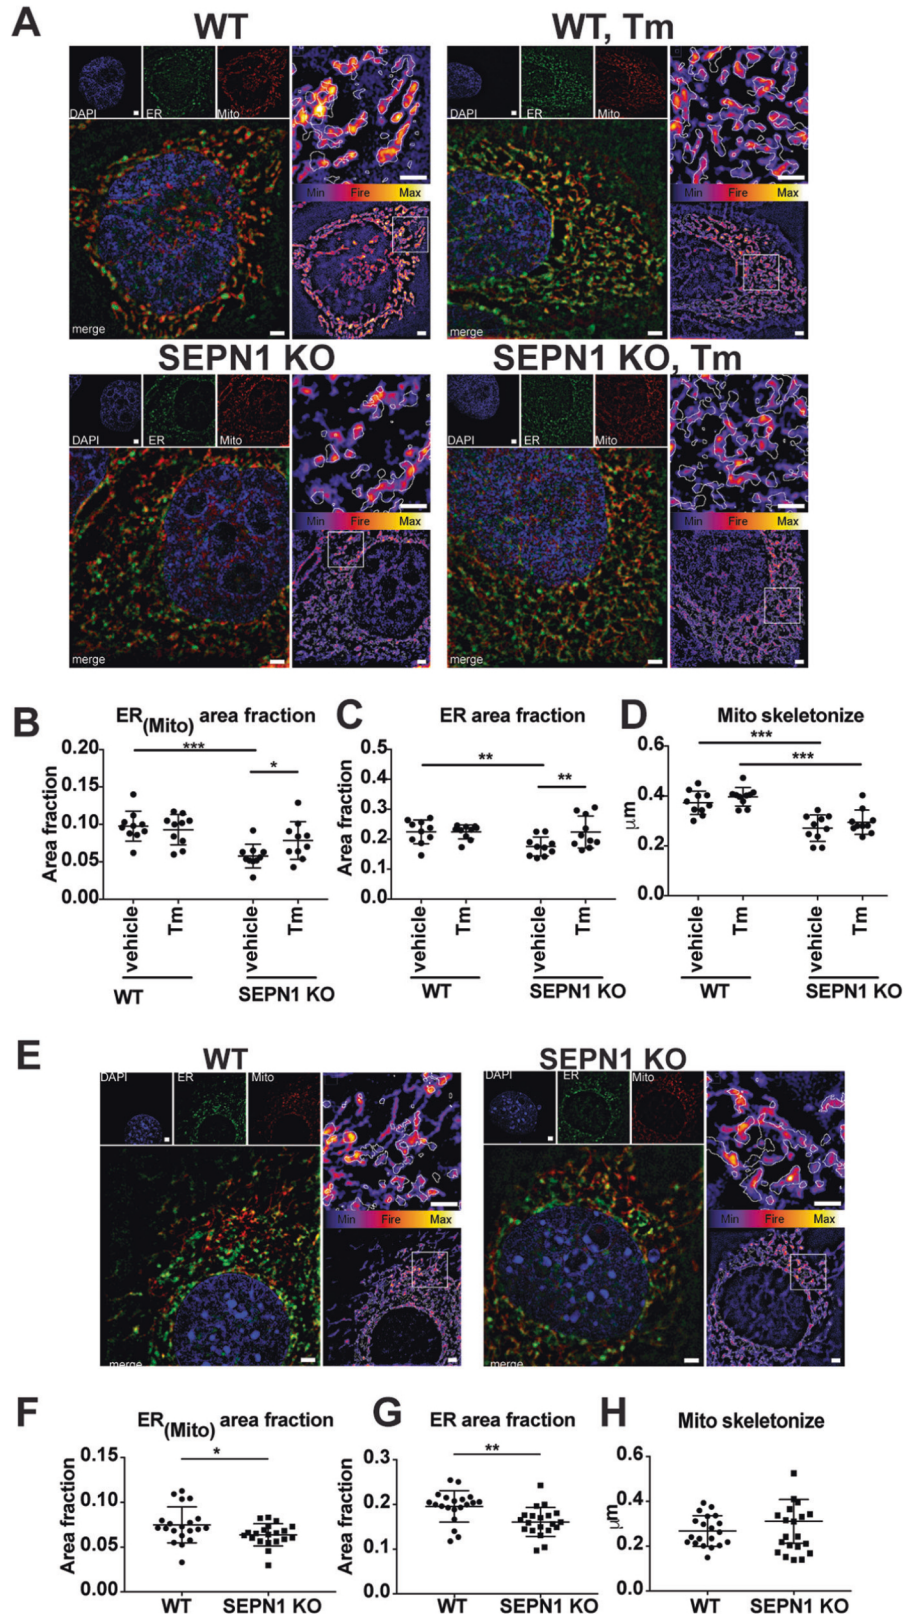 A
WT
WT, Tm
DAPI
ER
Mito
Min Fire Max
merge
DAPI
ER
Mito
Min Fire Max
merge
SEPN1 KO
SEPN1 KO, Tm
DAPI
ER
Mito
Min Fire Max
merge
DAPI
ER
Mito
Min Fire Max
merge
B
ER(Mito) area fraction
***
*
Area fraction
0.20
0.15
0.10
0.05
0.00
vehicle
Tm
vehicle
Tm
WT
SEPN1 KO
C
ER area fraction
**
**
Area fraction
0.5
0.4
0.3
0.2
0.1
0.0
vehicle
Tm
vehicle
Tm
WT
SEPN1 KO
D
Mito skeletonize
***
***
μm
0.6
0.4
0.2
0.0
vehicle
Tm
vehicle
Tm
WT
SEPN1 KO
E
WT
SEPN1 KO
DAPI
ER
Mito
Min Fire Max
merge
DAPI
ER
Mito
Min Fire Max
merge
F
ER(Mito) area fraction
*
Area fraction
0.15
0.10
0.05
0.00
WT
SEPN1 KO
G
ER area fraction
**
Area fraction
0.3
0.2
0.1
0.0
WT
SEPN1 KO
H
Mito skeletonize
μm
0.6
0.4
0.2
0.0
WT
SEPN1 KO